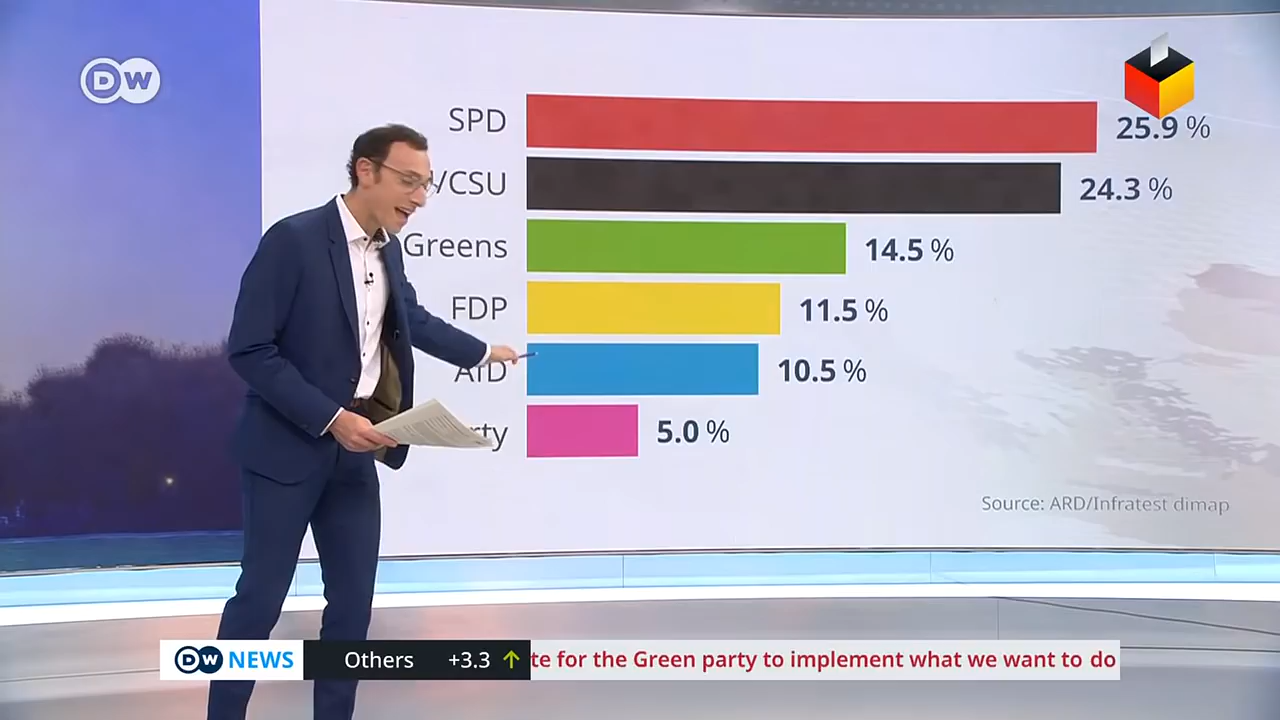 DW
SPD 25.9 %
/CSU 24.3 %
Greens 14.5 %
FDP 11.5 %
AfD 10.5 %
rty 5.0 %
Source: ARD/Infratest dimap
DW NEWS Others +3.3 te for the Green party to implement what we want to do